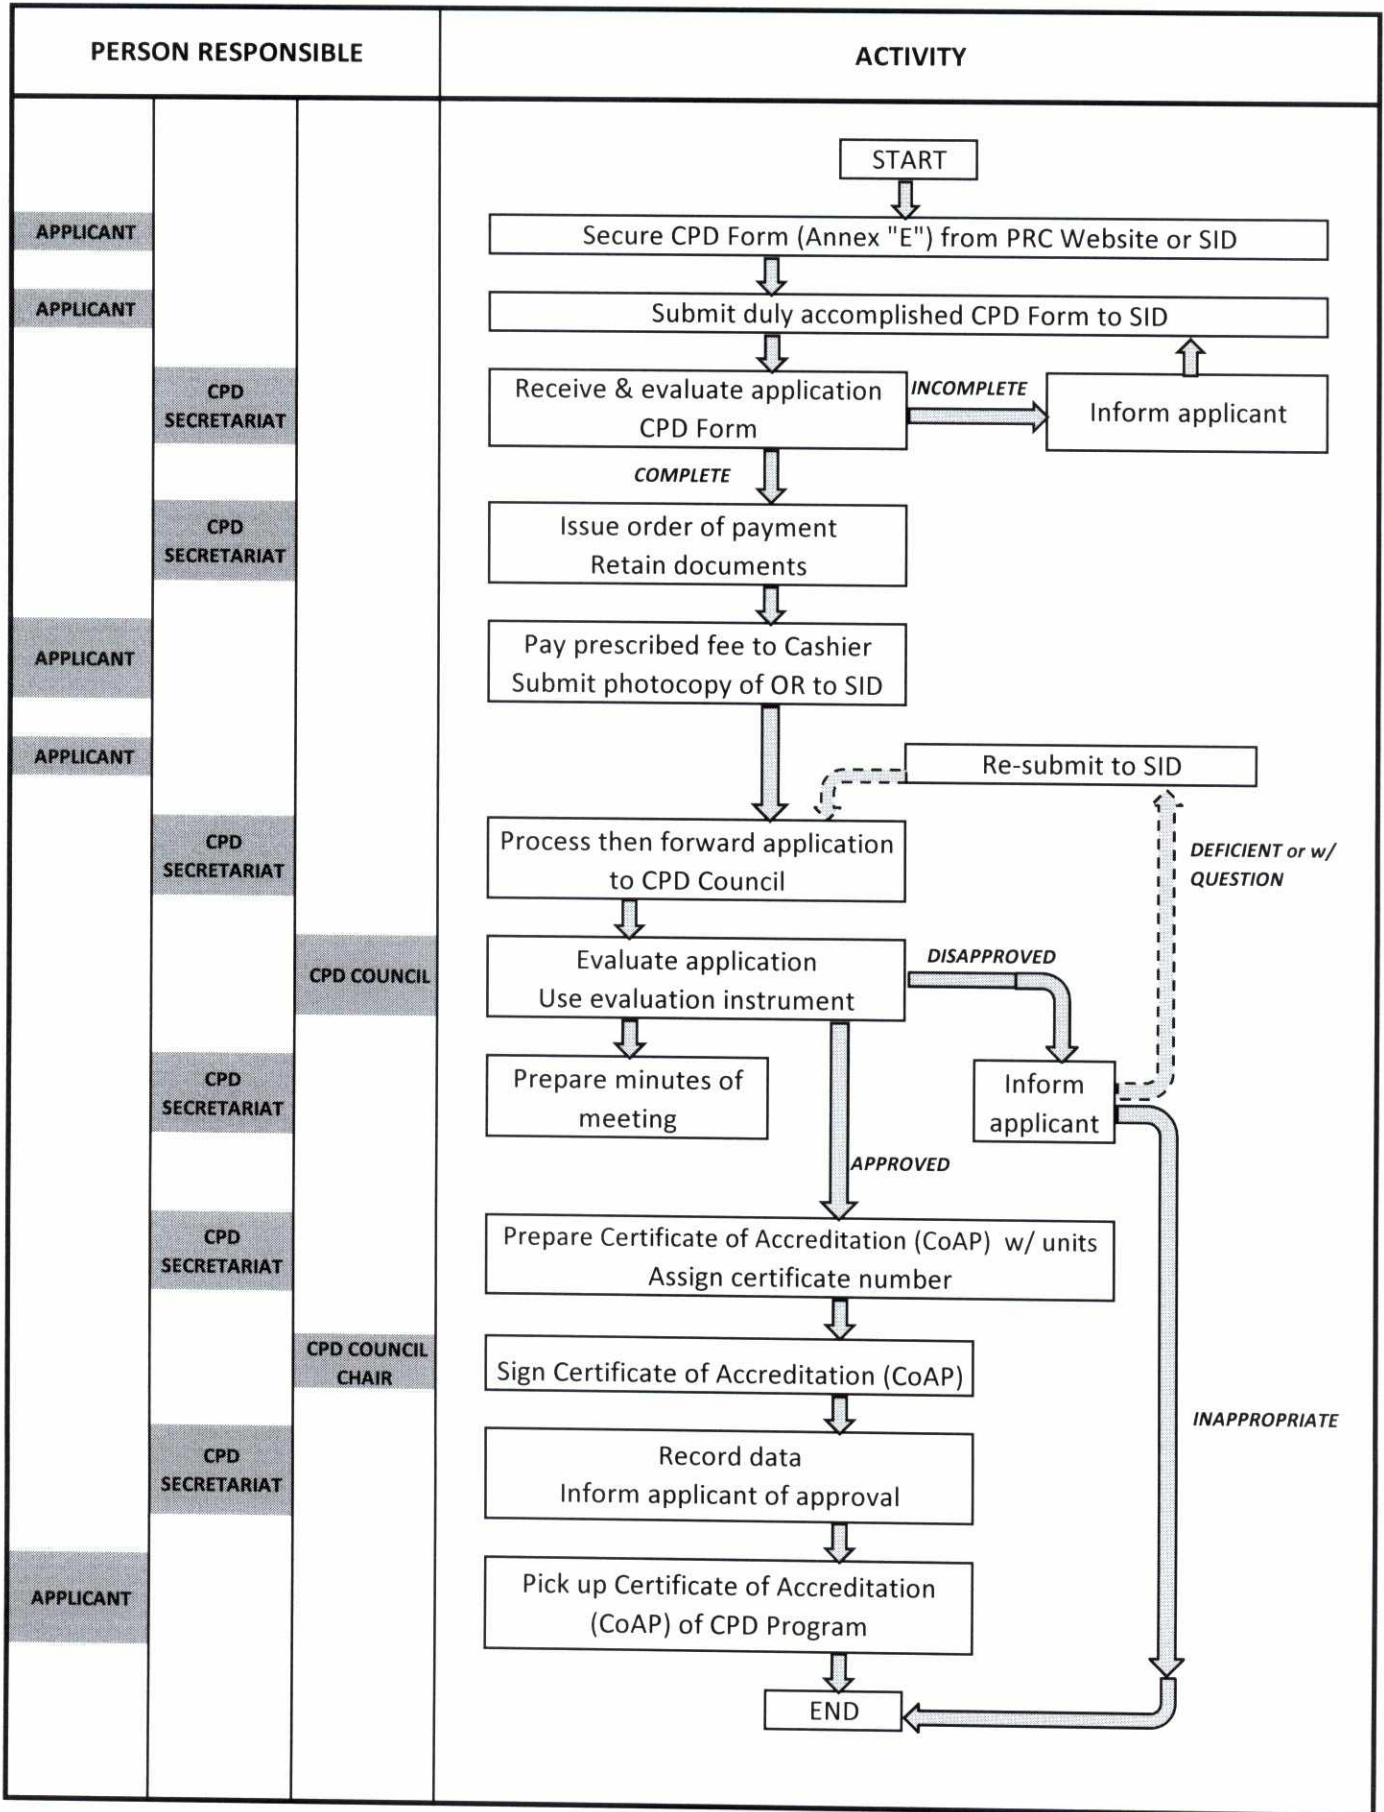 PERSON RESPONSIBLE
ACTIVITY
START
APPLICANT
Secure CPD Form (Annex "E") from PRC Website or SID
APPLICANT
Submit duly accomplished CPD Form to SID
CPD
SECRETARIAT
Receive & evaluate application
CPD Form
INCOMPLETE
Inform applicant
COMPLETE
CPD
SECRETARIAT
Issue order of payment
Retain documents
APPLICANT
Pay prescribed fee to Cashier
Submit photocopy of OR to SID
APPLICANT
Re-submit to SID
CPD
SECRETARIAT
Process then forward application
to CPD Council
DEFICIENT or w/
QUESTION
CPD COUNCIL
Evaluate application
Use evaluation instrument
DISAPPROVED
CPD
SECRETARIAT
Prepare minutes of
meeting
Inform
applicant
APPROVED
CPD
SECRETARIAT
Prepare Certificate of Accreditation (CoAP) w/ units
Assign certificate number
CPD COUNCIL
CHAIR
Sign Certificate of Accreditation (CoAP)
INAPPROPRIATE
CPD
SECRETARIAT
Record data
Inform applicant of approval
APPLICANT
Pick up Certificate of Accreditation
(CoAP) of CPD Program
END